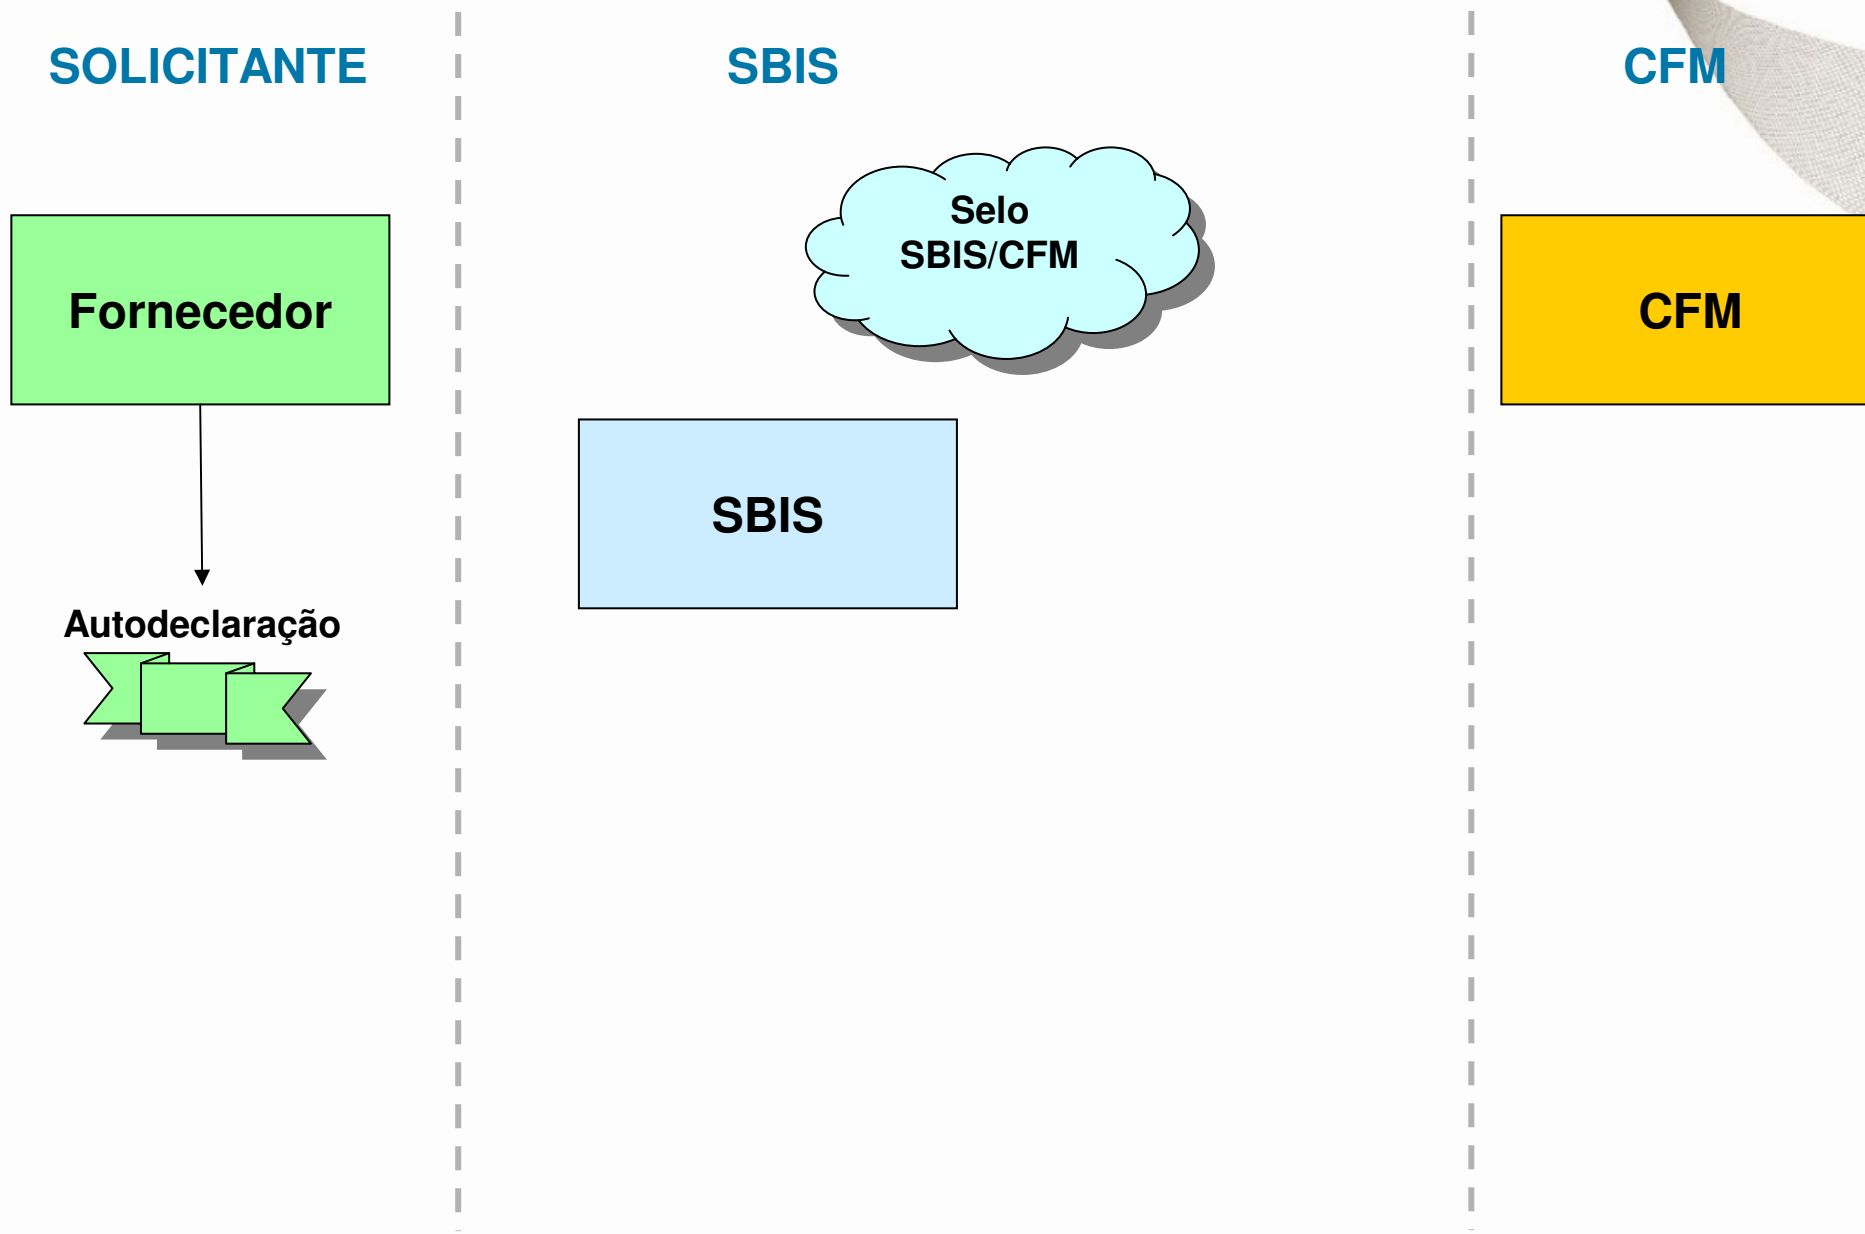 SOLICITANTE
SBIS
CFM
Selo
SBIS/CFM
Fornecedor
CFM
SBIS
Autodeclaração